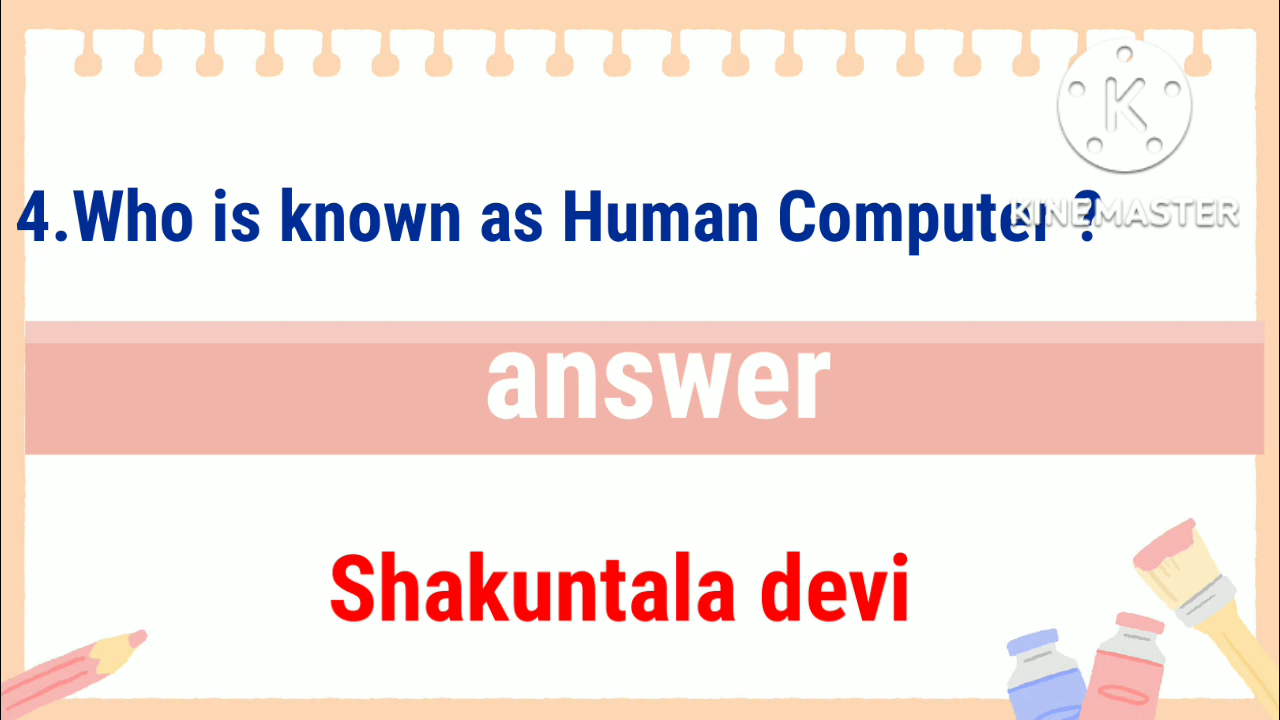 K
4.Who is known as Human Computer ?
KINEMASTER
answer
Shakuntala devi